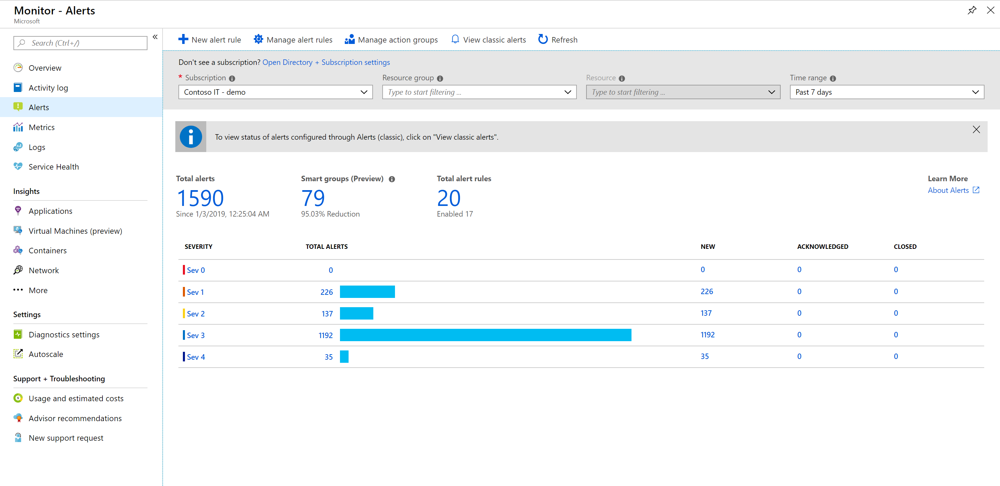 Monitor - Alerts
Microsoft
Search (Ctrl+/)
Overview
Activity log
Alerts
Metrics
Logs
Service Health
Insights
Applications
Virtual Machines (preview)
Containers
Network
More
Settings
Diagnostics settings
Autoscale
Support + Troubleshooting
Usage and estimated costs
Advisor recommendations
New support request
New alert rule Manage alert rules Manage action groups View classic alerts Refresh
Don't see a subscription? Open Directory + Subscription settings
* Subscription Resource group Resource Time range
Contoso IT - demo Type to start filtering ... Type to start filtering ... Past 7 days
To view status of alerts configured through Alerts (classic), click on "View classic alerts".
Total alerts Smart groups (Preview) Total alert rules Learn More
1590 79 20 About Alerts
Since 1/3/2019, 12:25:04 AM 95.03% Reduction Enabled 17
SEVERITY TOTAL ALERTS NEW ACKNOWLEDGED CLOSED
Sev 0 0 0 0 0
Sev 1 226 226 0 0
Sev 2 137 137 0 0
Sev 3 1192 1192 0 0
Sev 4 35 35 0 0